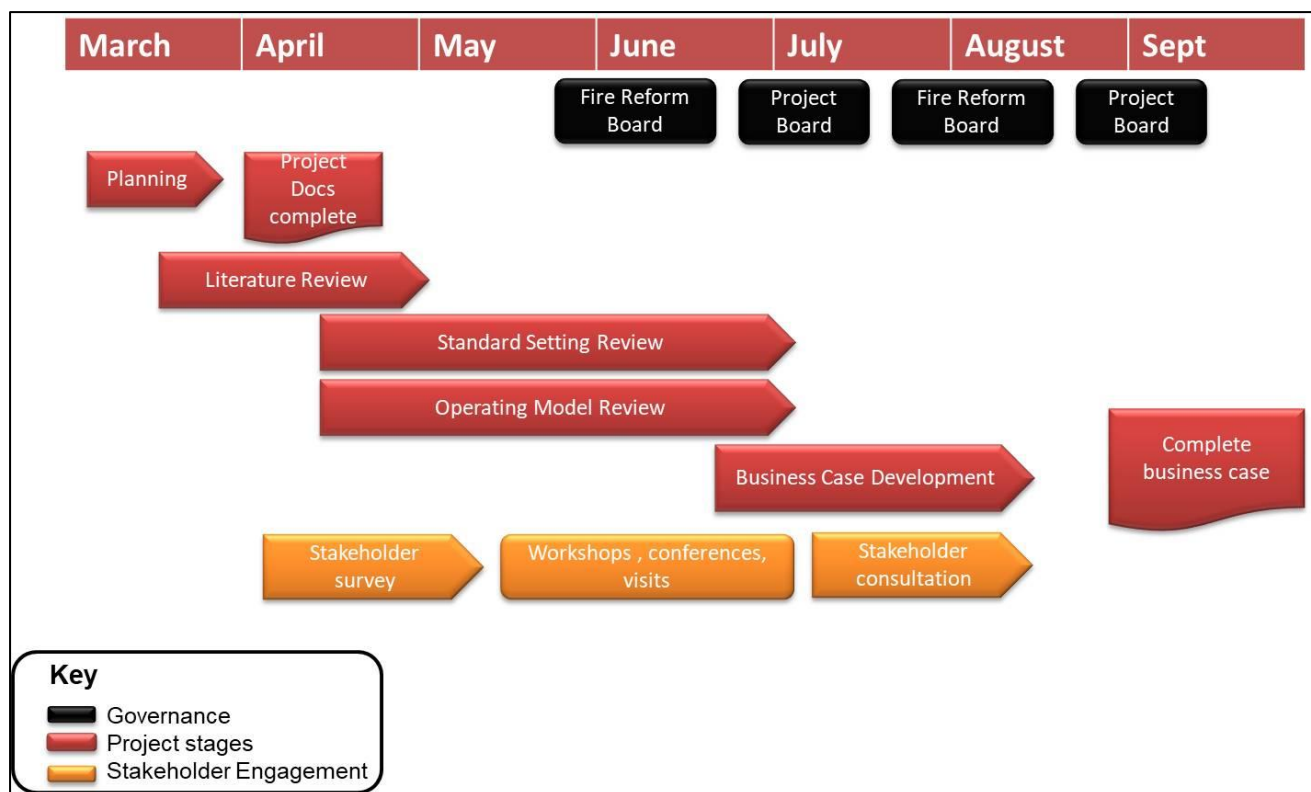 March April May June July August Sept
Fire Reform
Board
Project
Board
Fire Reform
Board
Project
Board
Planning
Project
Docs
complete
Literature Review
Standard Setting Review
Operating Model Review
Business Case Development
Complete
business case
Stakeholder
survey
Workshops , conferences,
visits
Stakeholder
consultation
Key
Governance
Project stages
Stakeholder Engagement